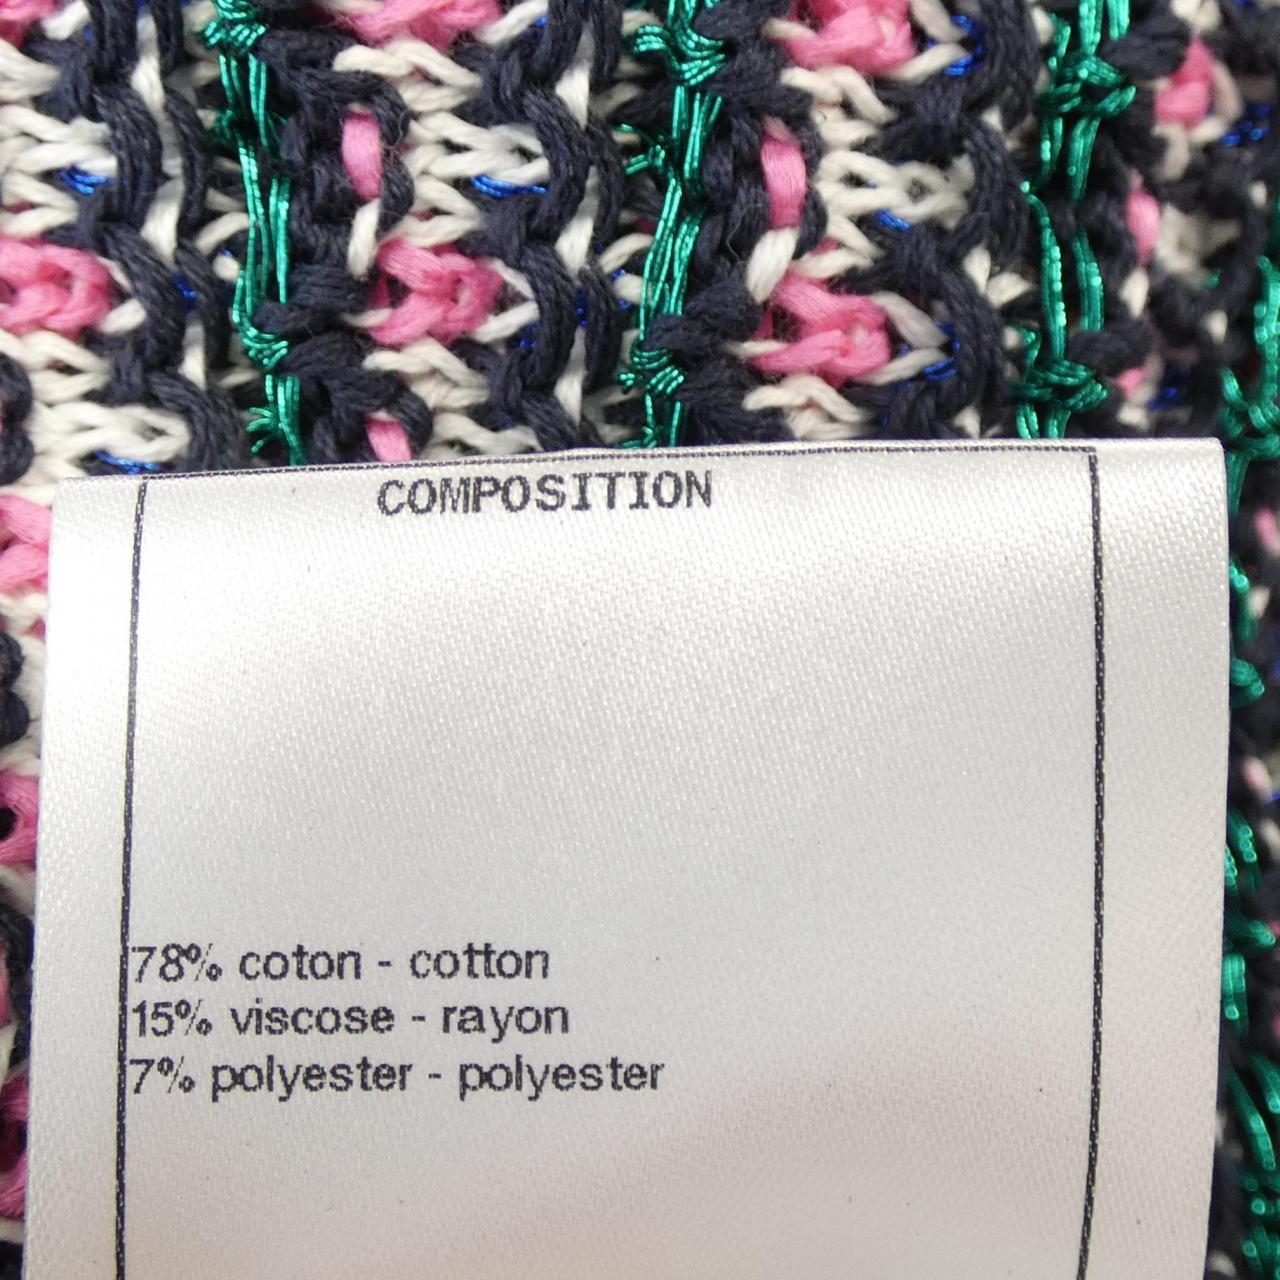 COMPOSITION
78% coton - cotton
15% viscose - rayon
7% polyester - polyester